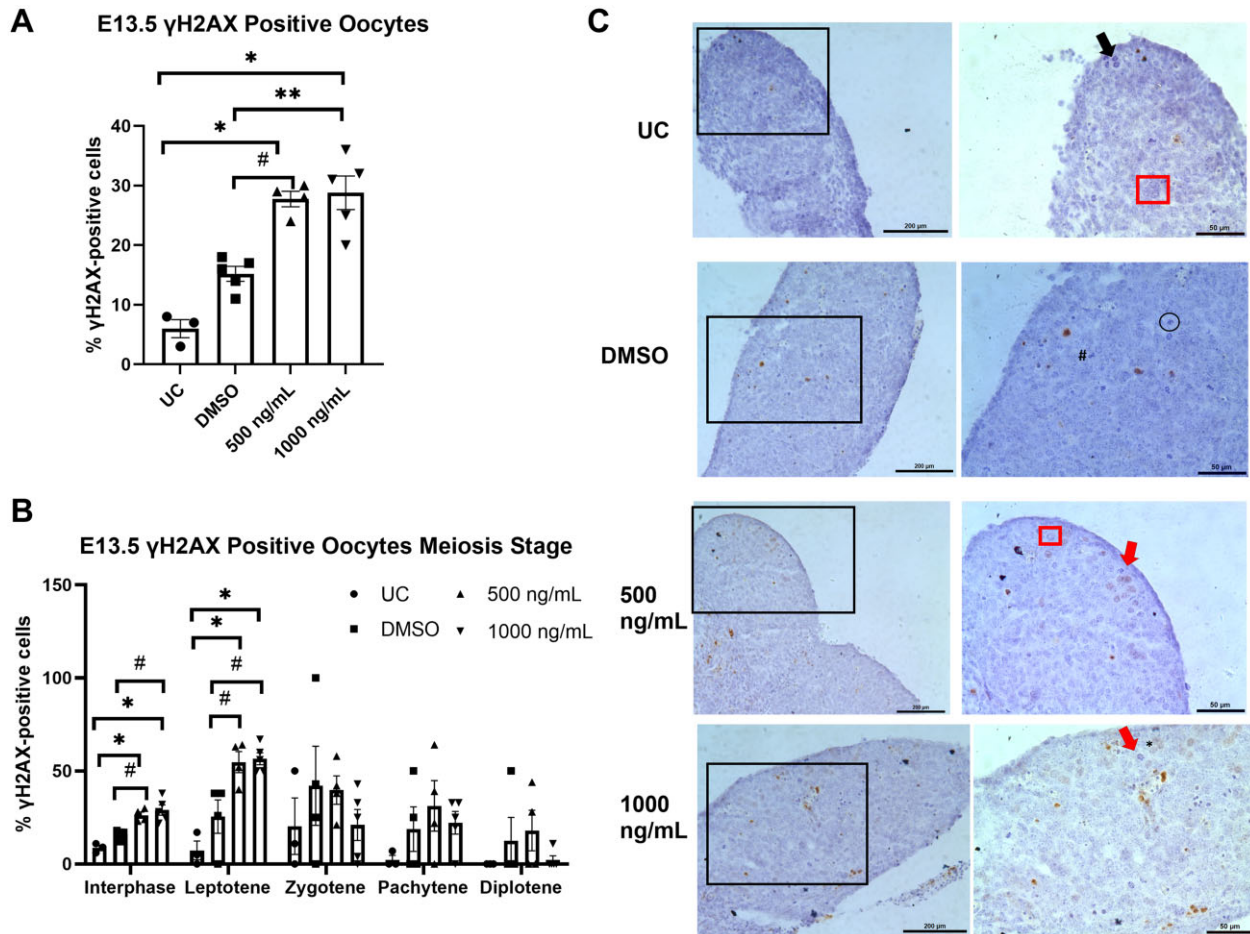 A
E13.5 γH2AX Positive Oocytes
*
**
*
#
40
30
20
10
0
% γH2AX-positive cells
UC
DMSO
500 ng/mL
1000 ng/mL
B
E13.5 γH2AX Positive Oocytes Meiosis Stage
150
100
50
0
% γH2AX-positive cells
UC
DMSO
500 ng/mL
1000 ng/mL
#
*
*
#
*
*
#
#
Interphase
Leptotene
Zygotene
Pachytene
Diplotene
C
UC
200 µm
50 µm
DMSO
#
200 µm
50 µm
500
ng/mL
200 µm
50 µm
1000
ng/mL
*
200 µm
50 µm